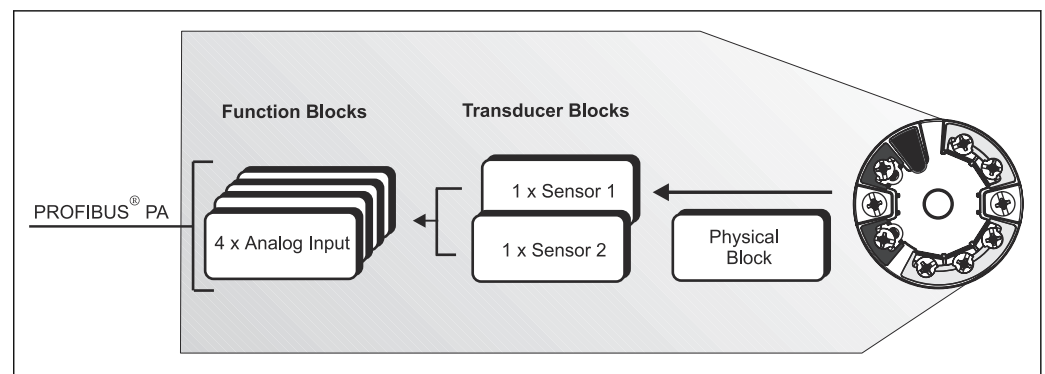 Function Blocks
Transducer Blocks
PROFIBUS® PA
4 x Analog Input
1 x Sensor 1
1 x Sensor 2
Physical
Block